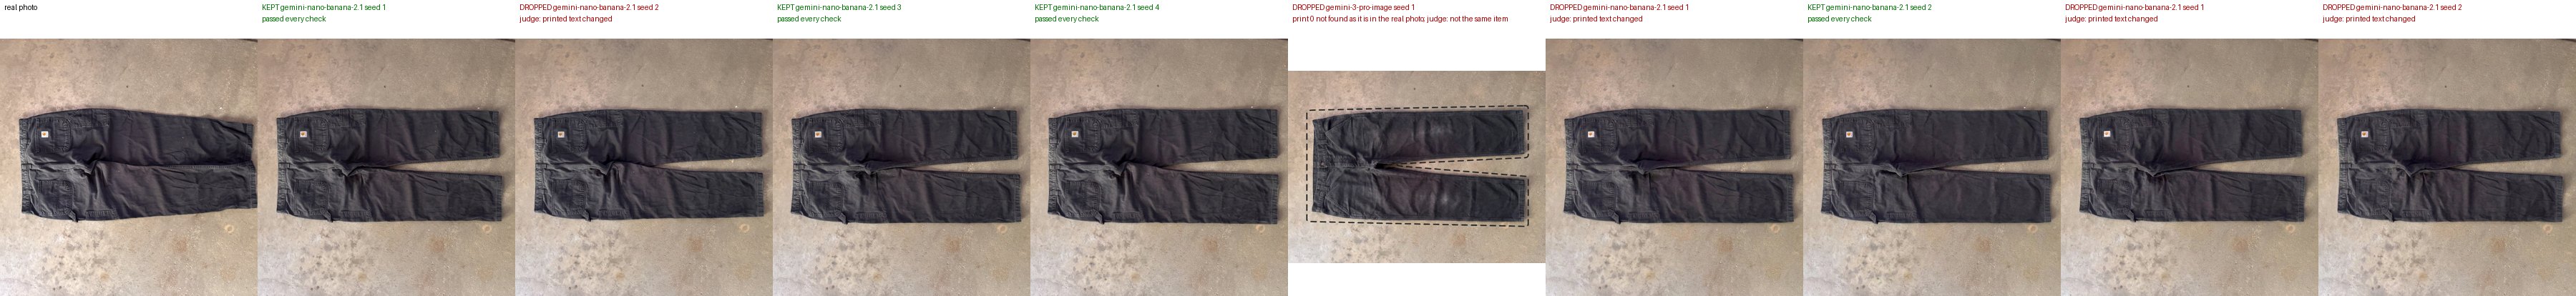 real photo
KEPT gemini-nano-banana-2.1 seed 1
passed every check
DROPPED gemini-nano-banana-2.1 seed 2
judge: printed text changed
KEPT gemini-nano-banana-2.1 seed 3
passed every check
KEPT gemini-nano-banana-2.1 seed 4
passed every check
DROPPED gemini-3-pro-image seed 1
print 0 not found as it is in the real photo; judge: not the same item
DROPPED gemini-nano-banana-2.1 seed 1
judge: printed text changed
KEPT gemini-nano-banana-2.1 seed 2
passed every check
DROPPED gemini-nano-banana-2.1 seed 1
judge: printed text changed
DROPPED gemini-nano-banana-2.1 seed 2
judge: printed text changed